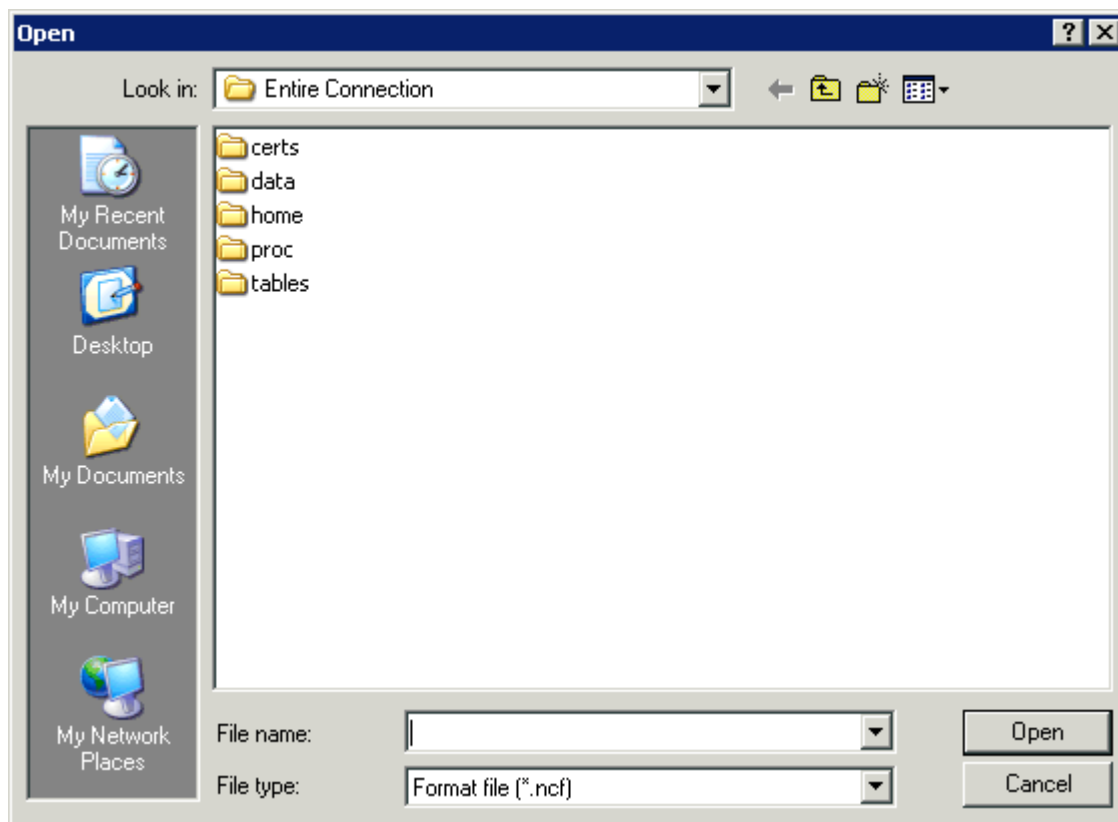 Open
Look in: Entire Connection
My Recent
Documents
Desktop
My Documents
My Computer
My Network
Places
certs
data
home
proc
tables
File name:
Open
File type: Format file (*.ncf)
Cancel